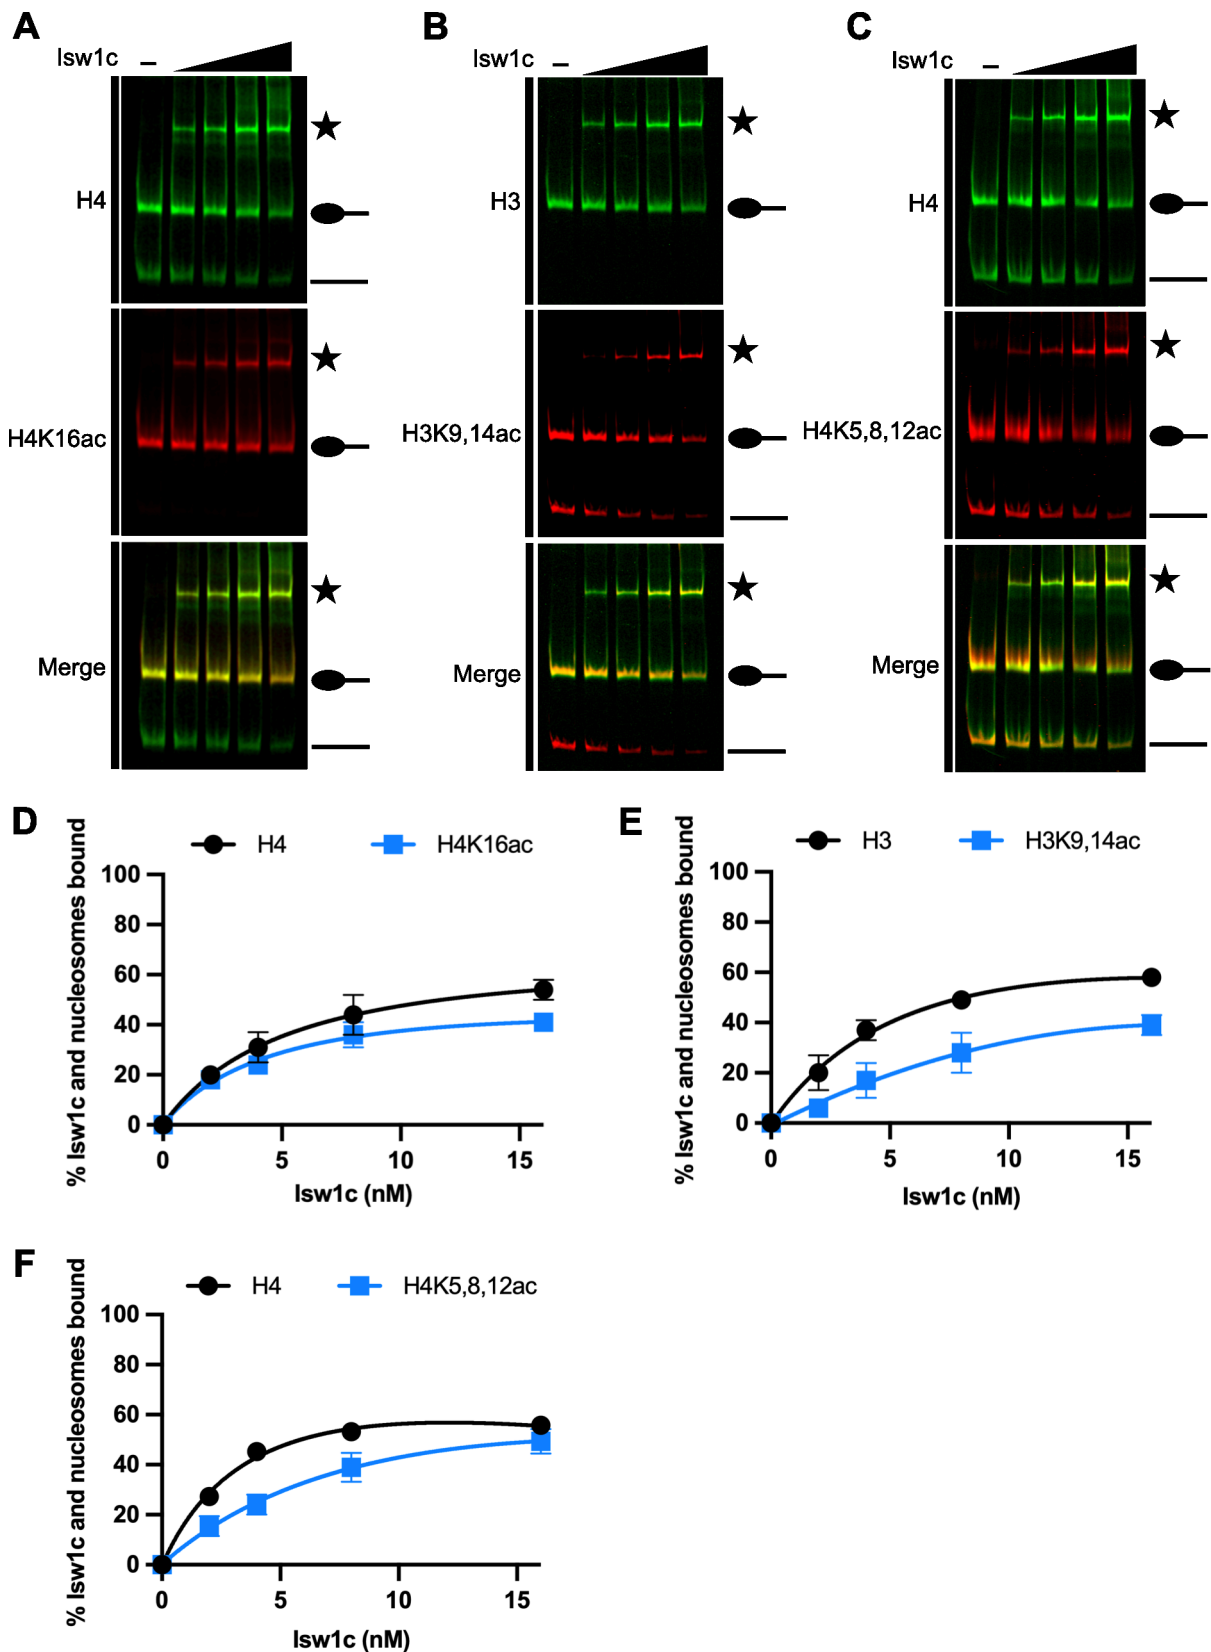 A
Isw1c –
H4
H4K16ac
Merge
B
Isw1c –
H3
H3K9,14ac
Merge
C
Isw1c –
H4
H4K5,8,12ac
Merge
D
H4 H4K16ac
% Isw1c and nucleosomes bound
100
80
60
40
20
0
0 5 10 15
Isw1c (nM)
E
H3 H3K9,14ac
% Isw1c and nucleosomes bound
100
80
60
40
20
0
0 5 10 15
Isw1c (nM)
F
H4 H4K5,8,12ac
% Isw1c and nucleosomes bound
100
80
60
40
20
0
0 5 10 15
Isw1c (nM)